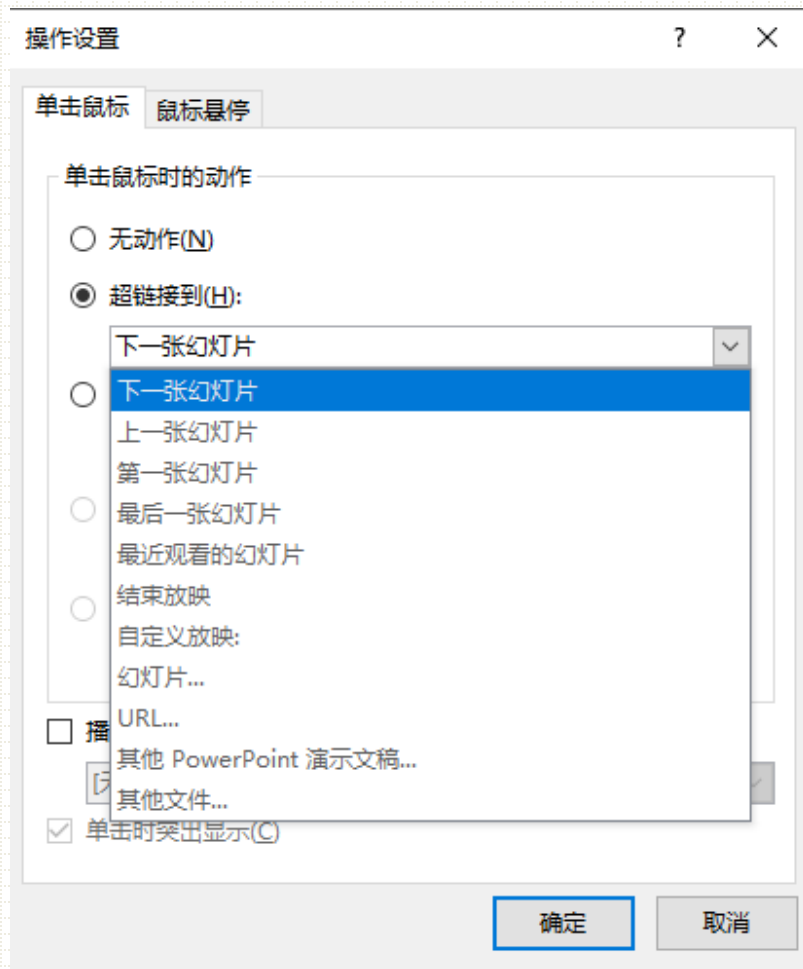 操作设置
?
单击鼠标 鼠标悬停
单击鼠标时的动作
无动作(N)
超链接到(H):
下一张幻灯片
下一张幻灯片
上一张幻灯片
第一张幻灯片
最后一张幻灯片
最近观看的幻灯片
结束放映
自定义放映:
幻灯片...
URL...
播
其他 PowerPoint 演示文稿...
其他文件...
单击时突出显示(C)
确定 取消